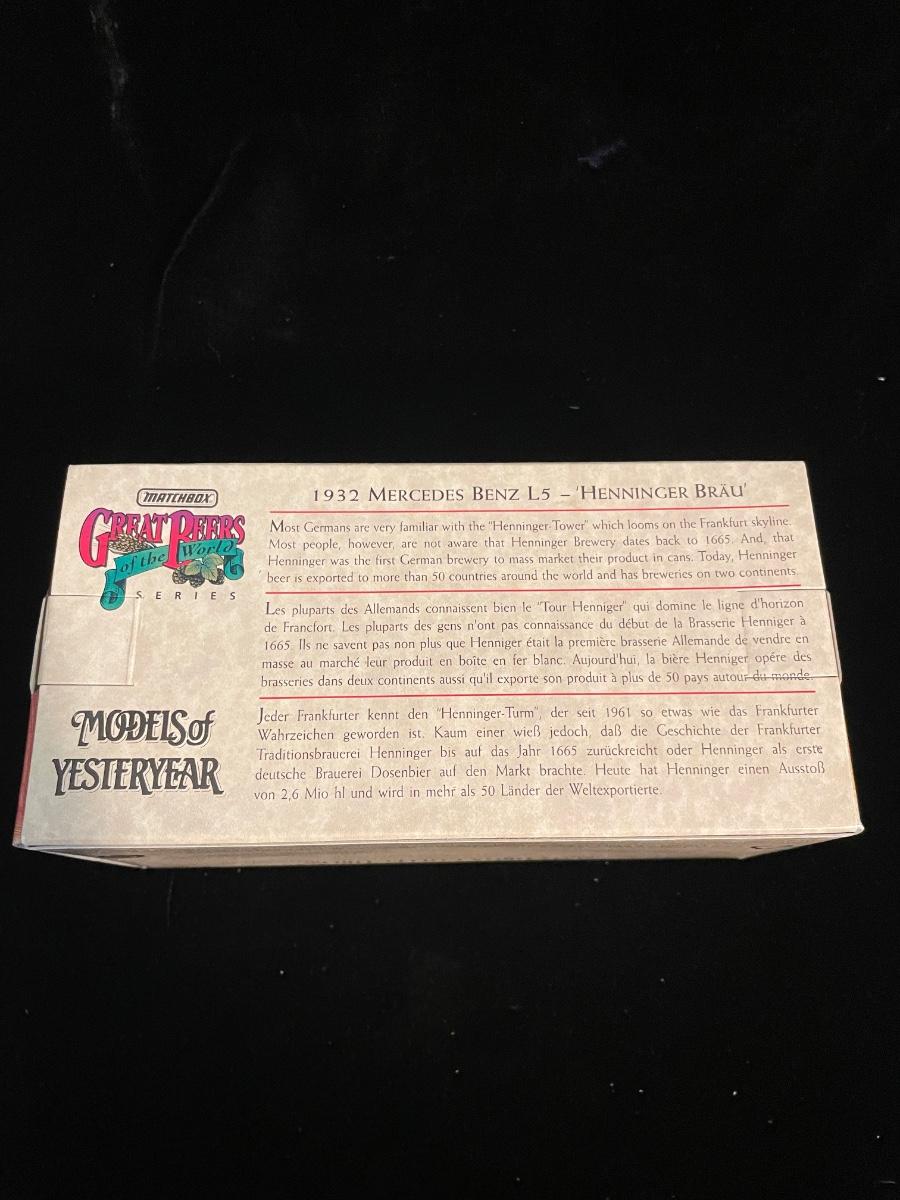 MATCHBOX
GREAT BEERS
of the World
SERIES
MODELS of
YESTERYEAR
1932 MERCEDES BENZ L5 – 'HENNINGER BRÄU'
Most Germans are very familiar with the "Henninger-Tower" which looms on the Frankfurt skyline.
Most people, however, are not aware that Henninger Brewery dates back to 1665. And, that
Henninger was the first German brewery to mass market their product in cans. Today, Henninger
beer is exported to more than 50 countries around the world and has breweries on two continents.
Les pluparts des Allemands connaissent bien le "Tour Henniger" qui domine le ligne d'horizon
de Francfort. Les pluparts des gens n'ont pas connaissance du début de la Brasserie Henniger à
1665. Ils ne savent pas non plus que Henniger était la première brasserie Allemande de vendre en
masse au marché leur produit en boîte en fer blanc. Aujourd'hui, la bière Henniger opére des
brasseries dans deux continents aussi qu'il exporte son produit à plus de 50 pays autour du monde.
Jeder Frankfurter kennt den "Henninger-Turm", der seit 1961 so etwas wie das Frankfurter
Wahrzeichen geworden ist. Kaum einer wieß jedoch, daß die Geschichte der Frankfurter
Traditionsbrauerei Henninger bis auf das Jahr 1665 zurückreicht oder Henninger als erste
deutsche Brauerei Dosenbier auf den Markt brachte. Heute hat Henninger einen Ausstoß
von 2,6 Mio hl und wird in mehr als 50 Länder der Weltexportierte.